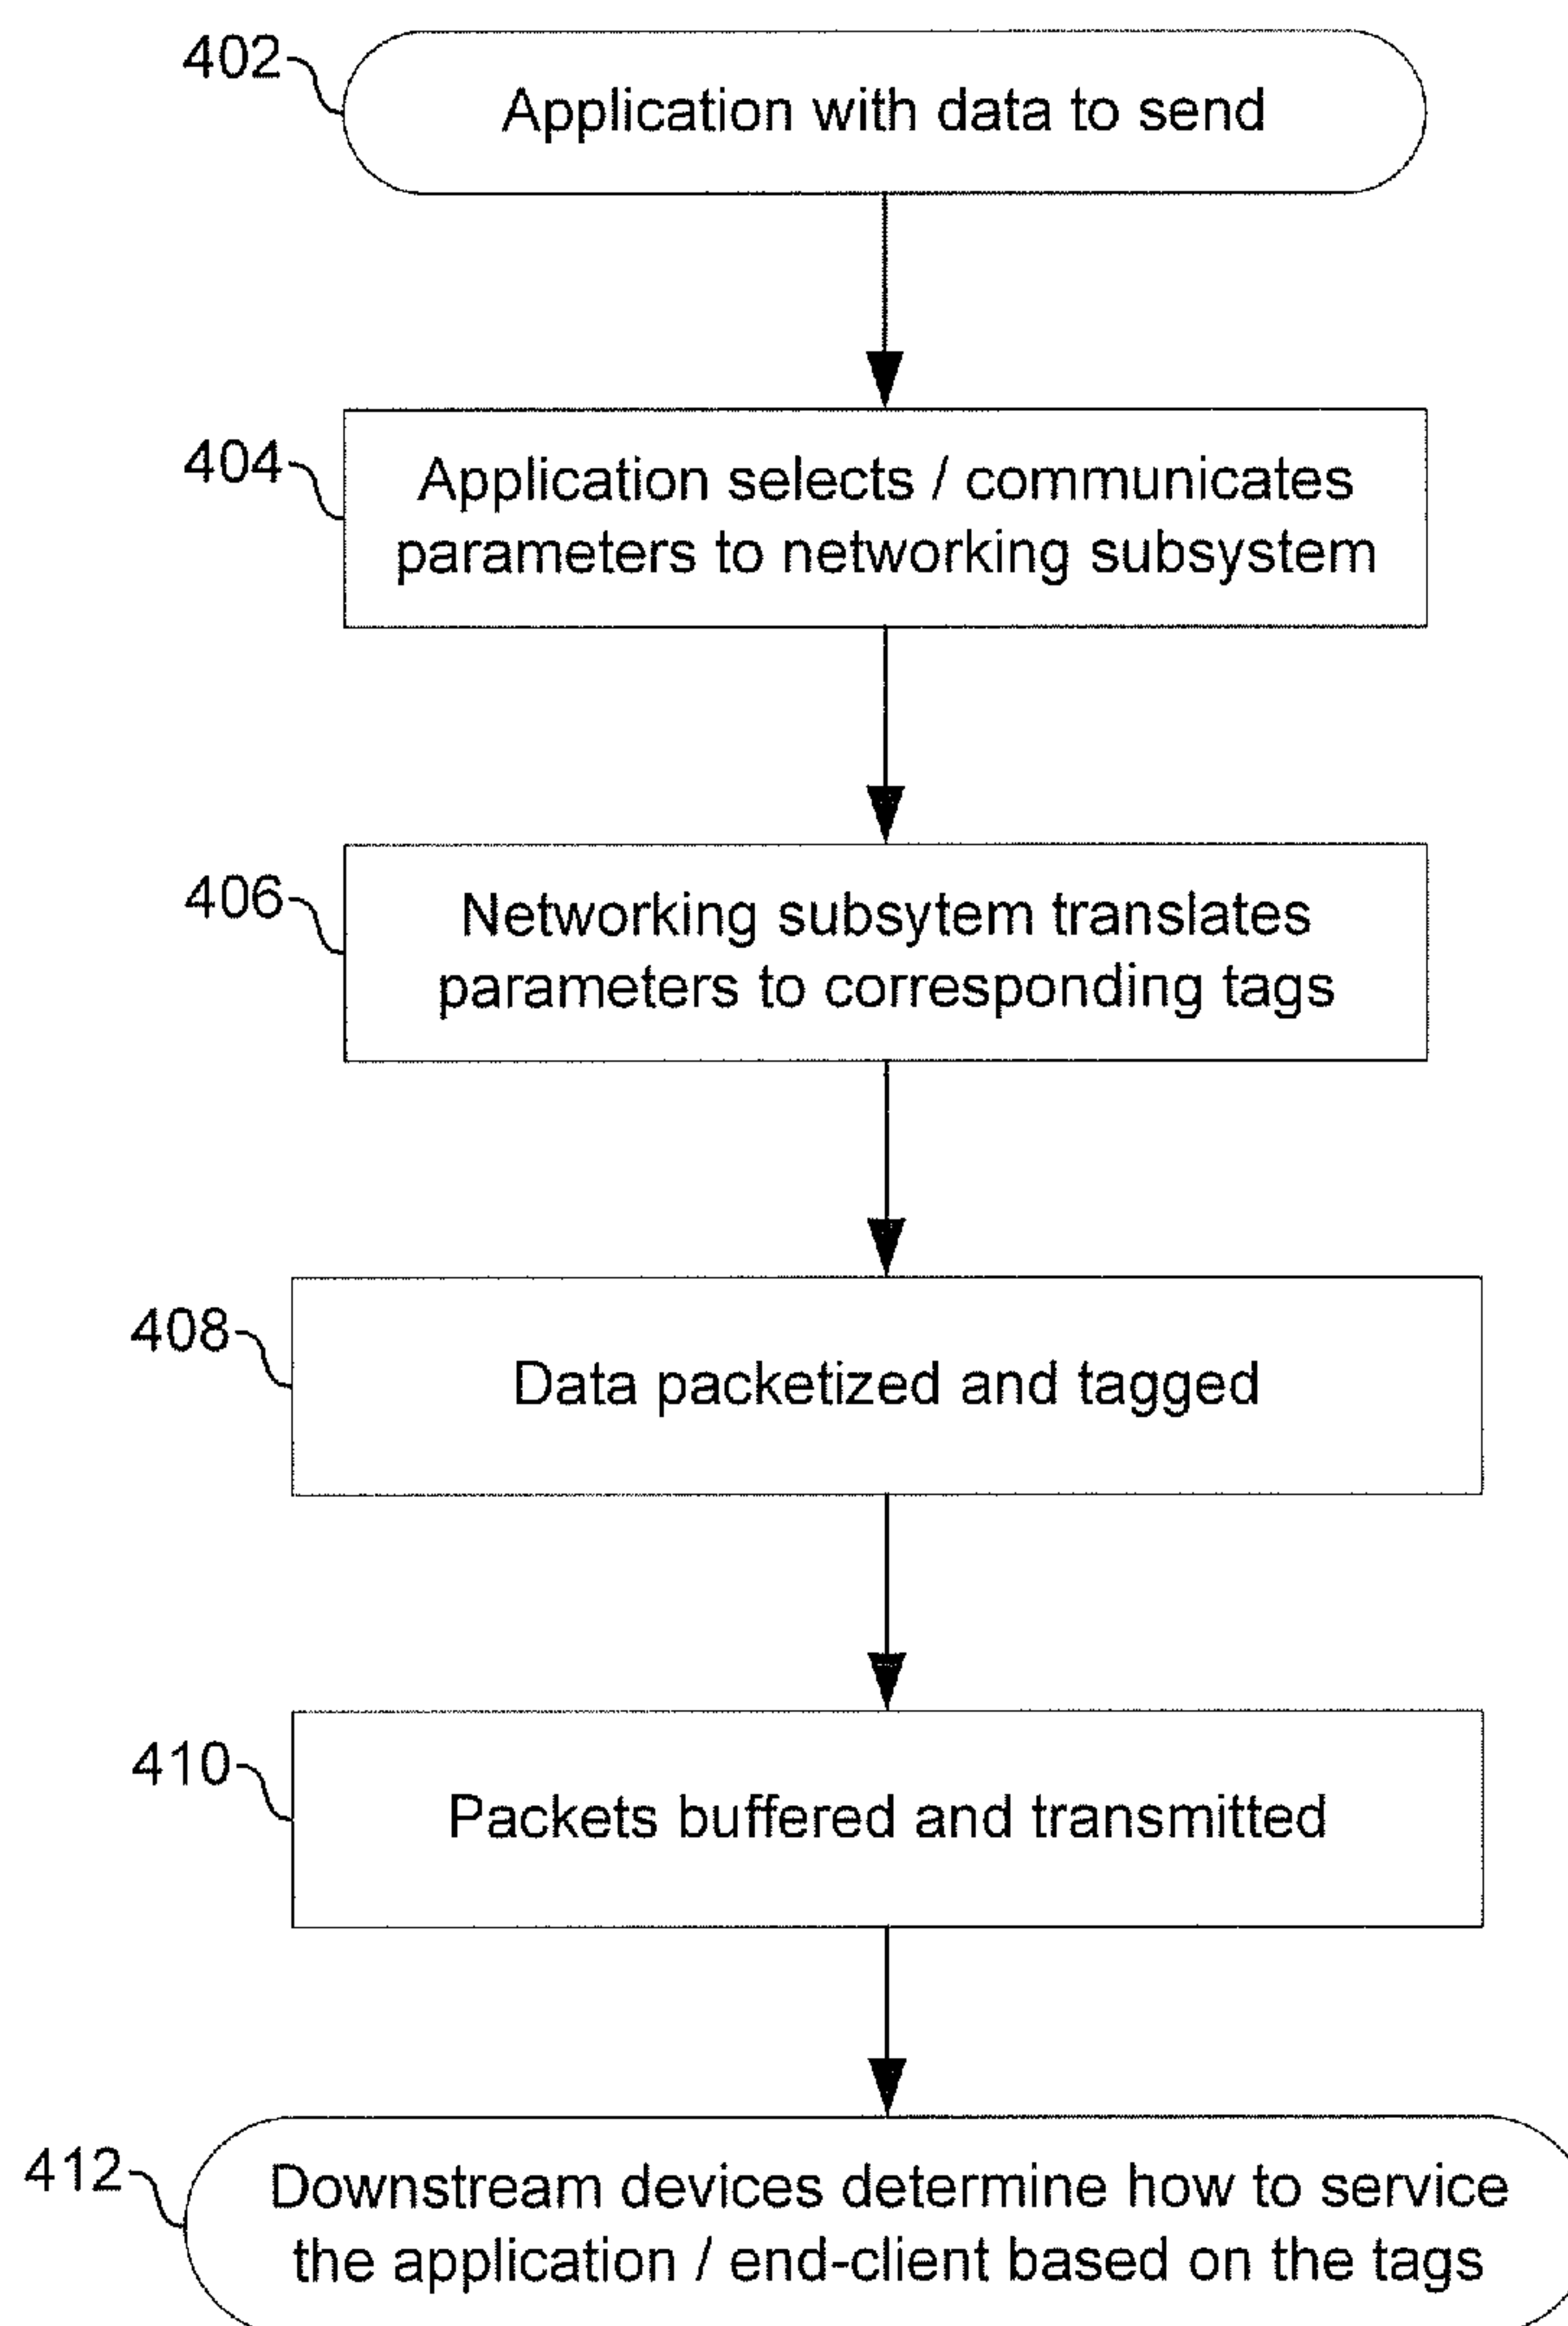 402
Application with data to send
404
Application selects / communicates
parameters to networking subsystem
406
Networking subsytem translates
parameters to corresponding tags
408
Data packetized and tagged
410
Packets buffered and transmitted
412
Downstream devices determine how to service
the application / end-client based on the tags